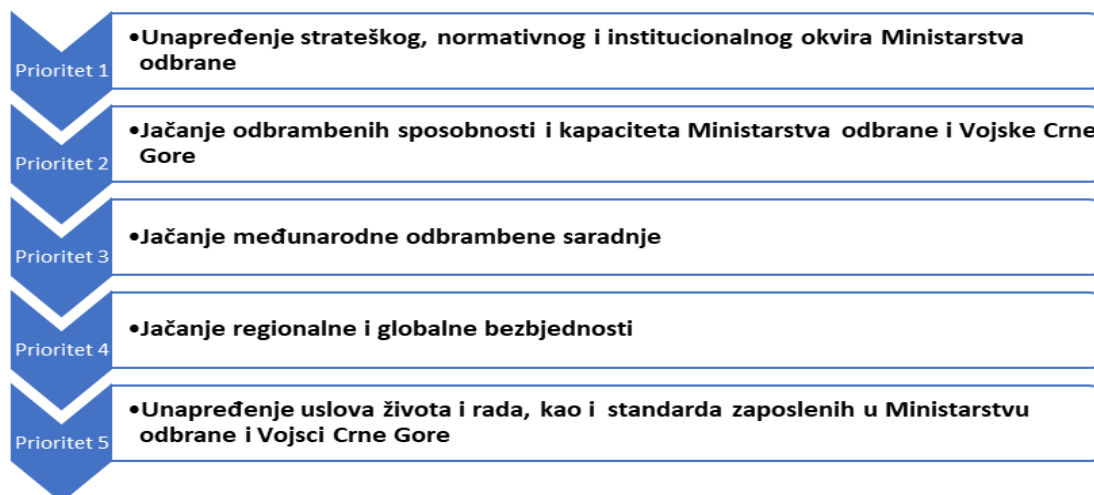 Prioritet 1
•Unapređenje strateškog, normativnog i institucionalnog okvira Ministarstva
odbrane
Prioritet 2
•Jačanje odbrambenih sposobnosti i kapaciteta Ministarstva odbrane i Vojske Crne
Gore
Prioritet 3
•Jačanje međunarodne odbrambene saradnje
Prioritet 4
•Jačanje regionalne i globalne bezbjednosti
Prioritet 5
•Unapređenje uslova života i rada, kao i standarda zaposlenih u Ministarstvu
odbrane i Vojsci Crne Gore